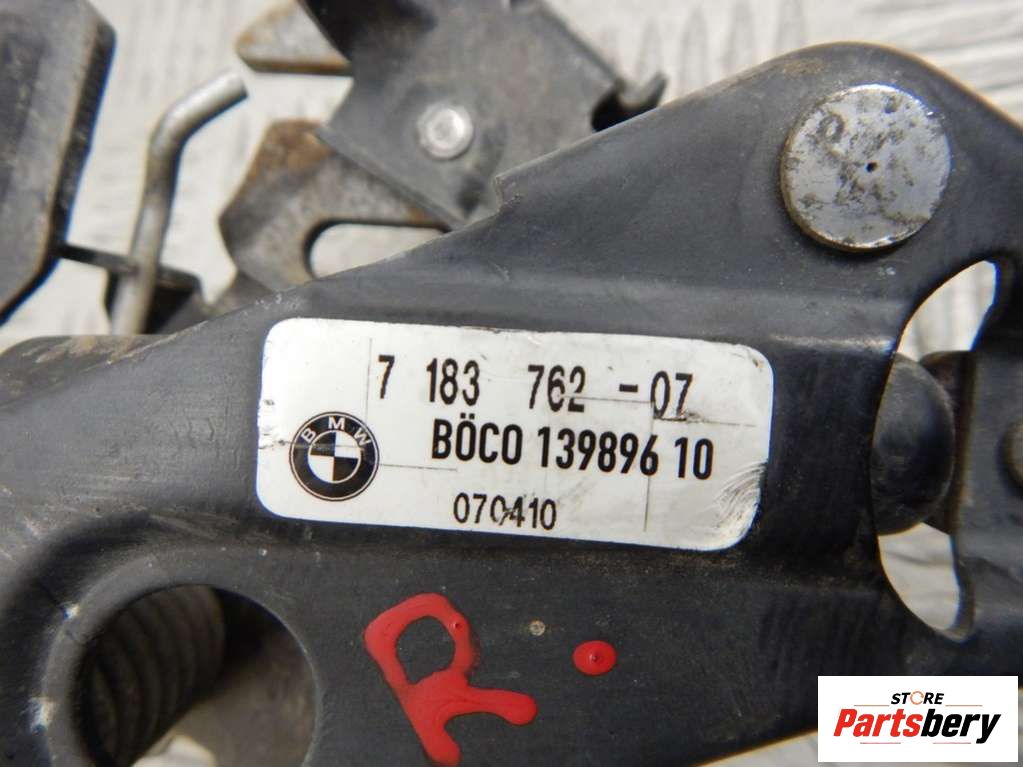 7 183 762 -07
BMW
BÖCO 139896 10
070410
R.
STORE
Partsbery